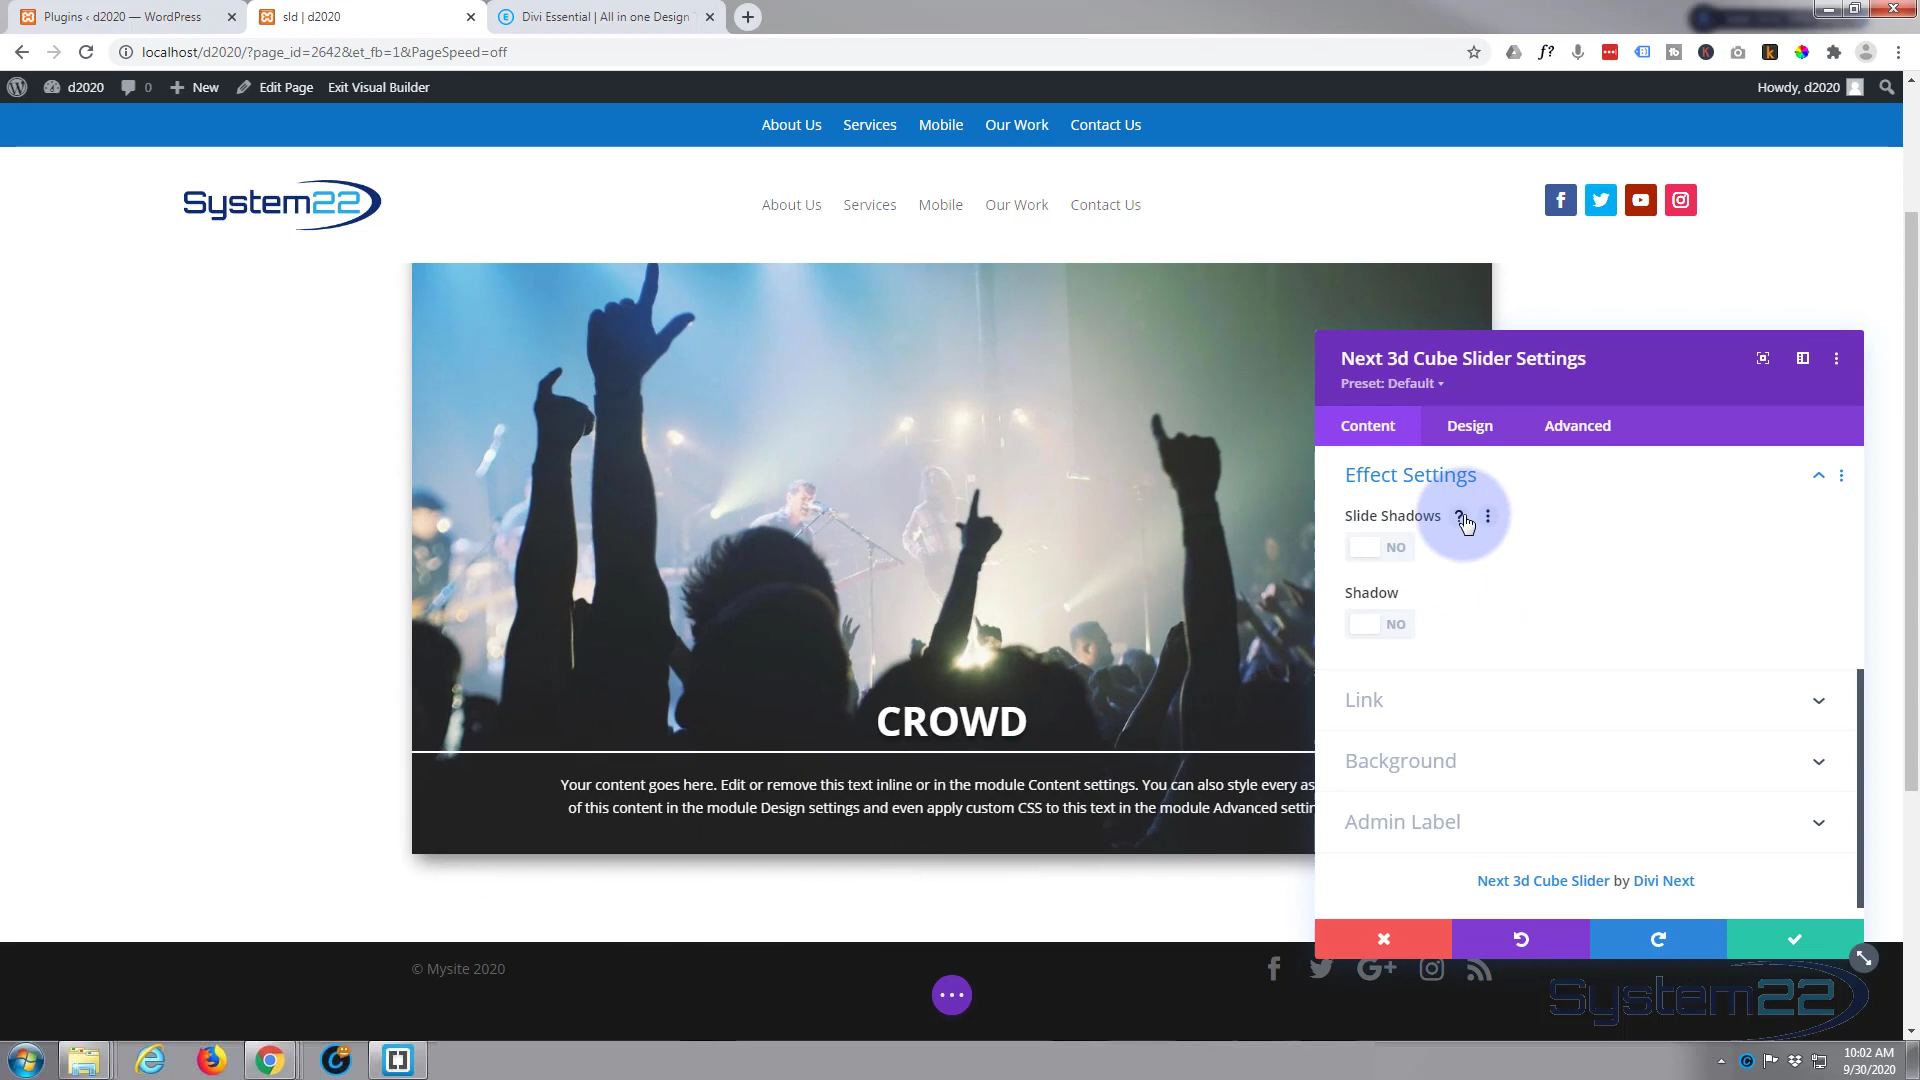 Plugins ‹ d2020 — WordPress
sld | d2020
Divi Essential | All in one Design
localhost/d2020/?page_id=2642&et_fb=1&PageSpeed=off
d2020 0 New Edit Page Exit Visual Builder Howdy, d2020
About Us Services Mobile Our Work Contact Us
System22
About Us Services Mobile Our Work Contact Us
Next 3d Cube Slider Settings
Preset: Default
Content Design Advanced
Effect Settings
Slide Shadows ?
NO
Shadow
NO
Link
Background
Admin Label
Next 3d Cube Slider by Divi Next
CROWD
Your content goes here. Edit or remove this text inline or in the module Content settings. You can also style every as
of this content in the module Design settings and even apply custom CSS to this text in the module Advanced settin
© Mysite 2020
System22
10:02 AM
9/30/2020